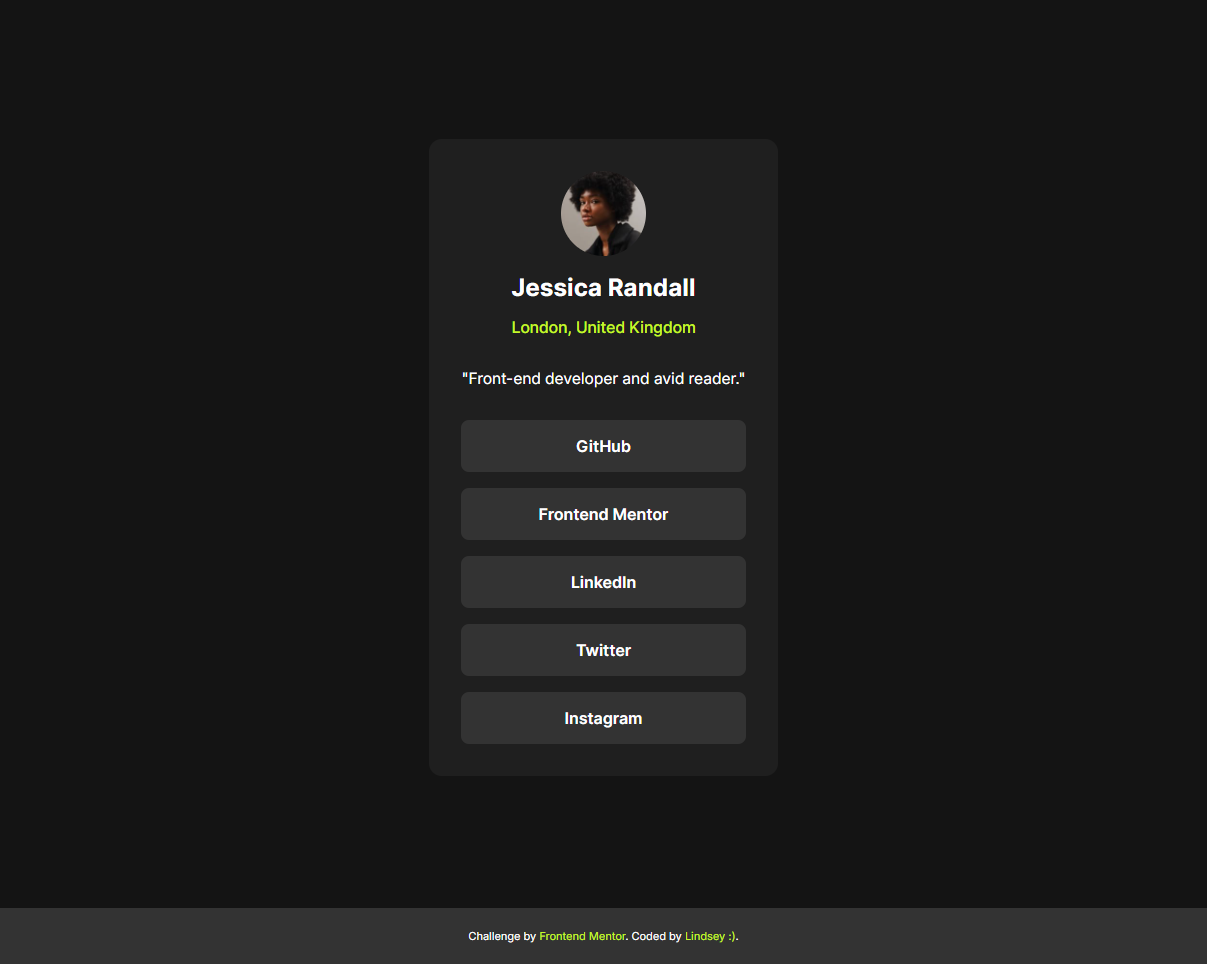 Jessica Randall
London, United Kingdom
"Front-end developer and avid reader."
GitHub
Frontend Mentor
LinkedIn
Twitter
Instagram
Challenge by Frontend Mentor. Coded by Lindsey :).